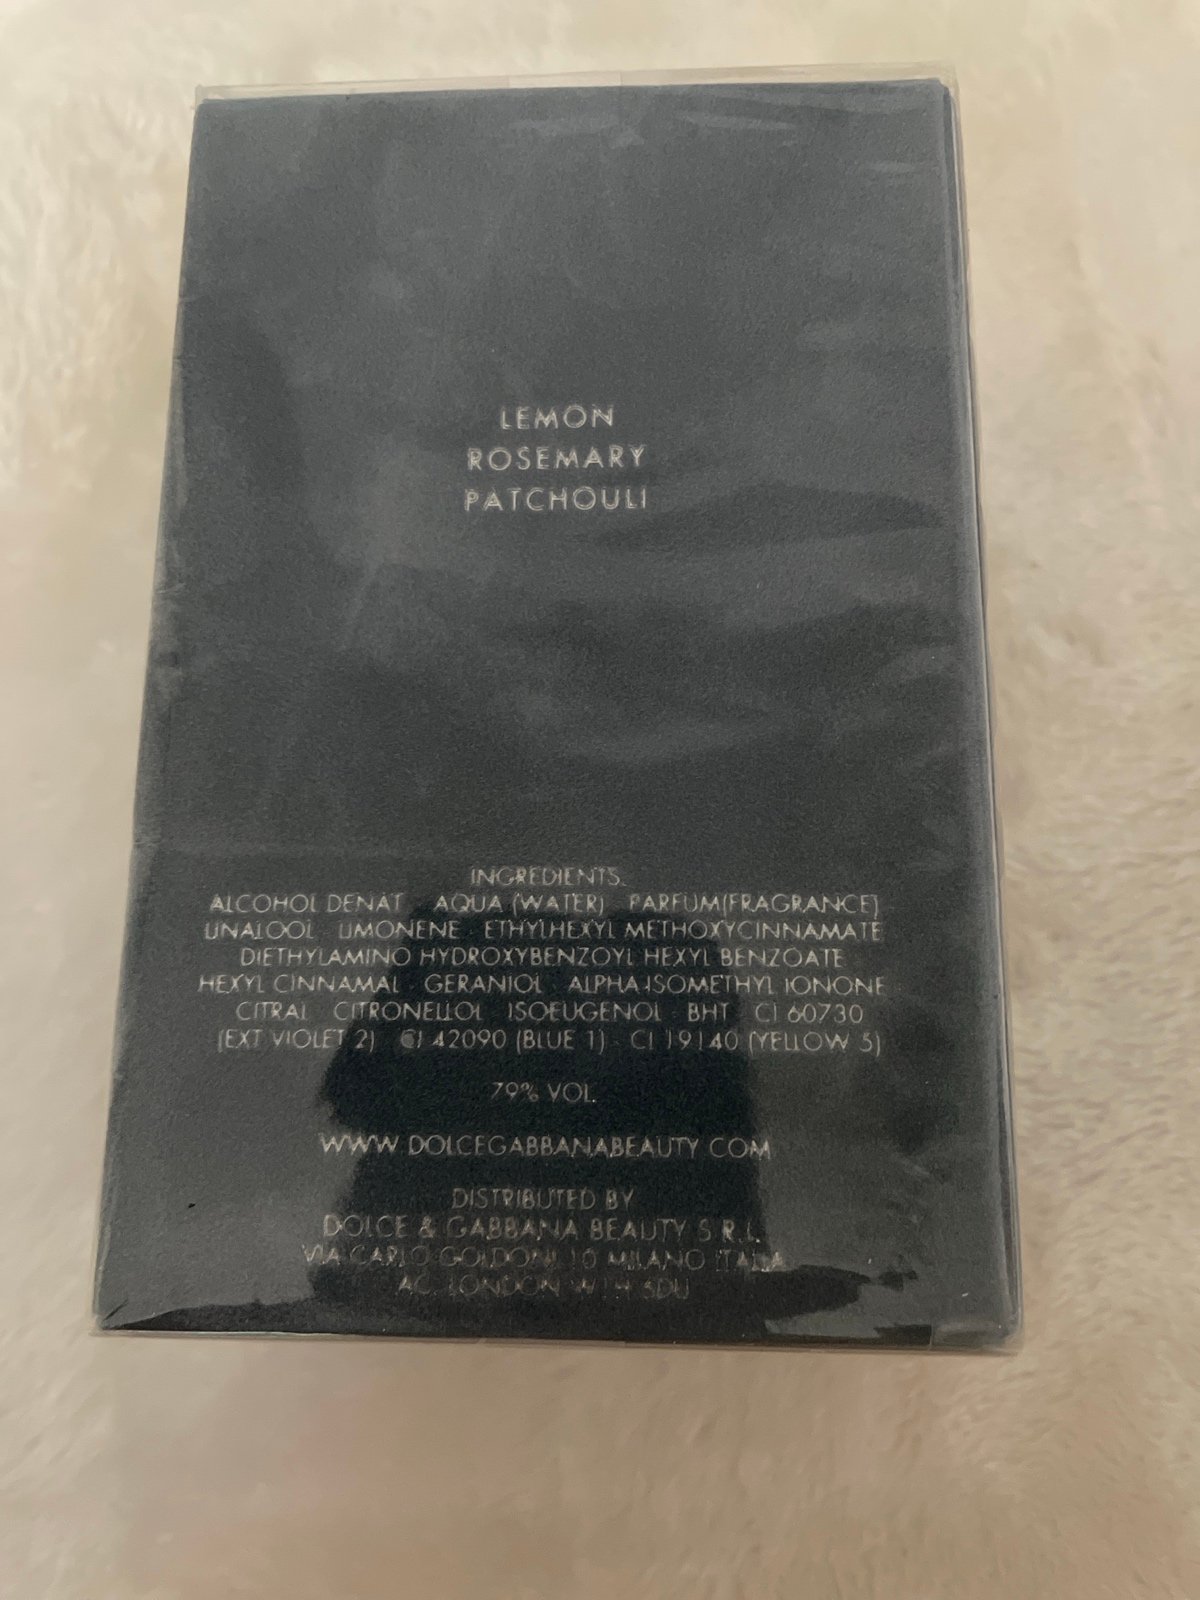 LEMON
ROSEMARY
PATCHOULI
INGREDIENTS.
ALCOHOL DENAT · AQUA (WATER) · PARFUM(FRAGRANCE)
LINALOOL · LIMONENE · ETHYLHEXYL METHOXYCINNAMATE
DIETHYLAMINO HYDROXYBENZOYL HEXYL BENZOATE
HEXYL CINNAMAL · GERANIOL · ALPHA-ISOMETHYL IONONE
CITRAL · CITRONELLOL · ISOEUGENOL · BHT · CI 60730
(EXT VIOLET 2) · CI 42090 (BLUE 1) · CI 19140 (YELLOW 5)
79% VOL.
WWW.DOLCEGABBANABEAUTY.COM
DISTRIBUTED BY
DOLCE & GABBANA BEAUTY S.R.L.
VIA CARLO GOLDONI, 10 MILANO ITALIA
AC. LONDON W1H 6DU